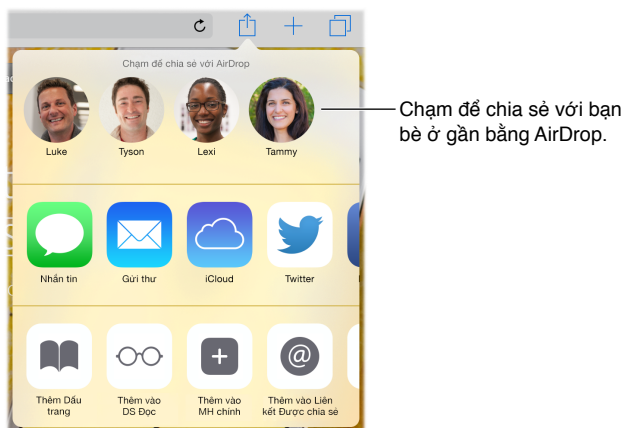 Chạm để chia sẻ với AirDrop
Luke
Tyson
Lexi
Tammy
Chạm để chia sẻ với bạn
bè ở gần bằng AirDrop.
Nhắn tin
Gửi thư
iCloud
Twitter
Thêm Dấu
trang
Thêm vào
DS Đọc
Thêm vào
MH chính
Thêm vào Liên
kết Được chia sẻ